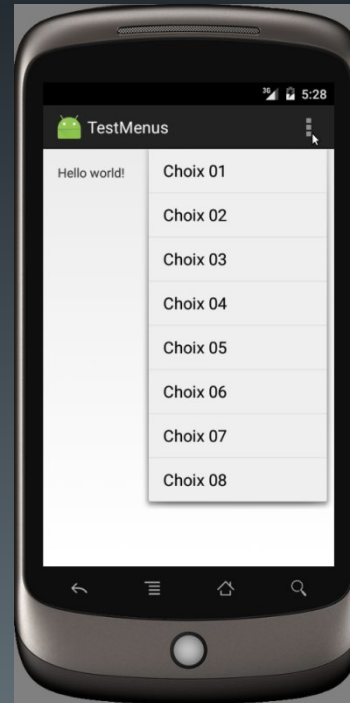 3G 5:28
TestMenus
Hello world!
Choix 01
Choix 02
Choix 03
Choix 04
Choix 05
Choix 06
Choix 07
Choix 08